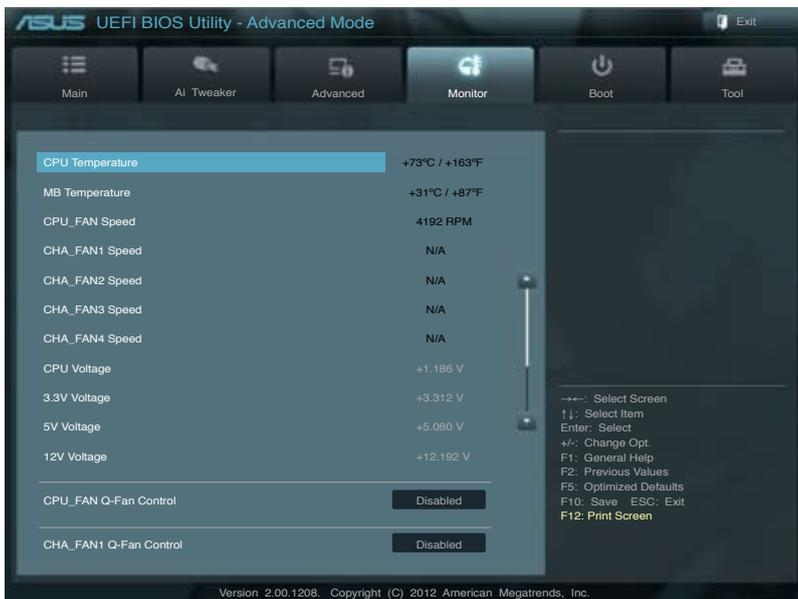 ASUS UEFI BIOS Utility - Advanced Mode
Exit
Main
Ai Tweaker
Advanced
Monitor
Boot
Tool
CPU Temperature +73ºC / +163ºF
MB Temperature +31ºC / +87ºF
CPU_FAN Speed 4192 RPM
CHA_FAN1 Speed N/A
CHA_FAN2 Speed N/A
CHA_FAN3 Speed N/A
CHA_FAN4 Speed N/A
CPU Voltage +1.186 V
3.3V Voltage +3.312 V
5V Voltage +5.080 V
12V Voltage +12.192 V
CPU_FAN Q-Fan Control Disabled
CHA_FAN1 Q-Fan Control Disabled
→←: Select Screen
↑↓: Select Item
Enter: Select
+/-: Change Opt.
F1: General Help
F2: Previous Values
F5: Optimized Defaults
F10: Save ESC: Exit
F12: Print Screen
Version 2.00.1208. Copyright (C) 2012 American Megatrends, Inc.